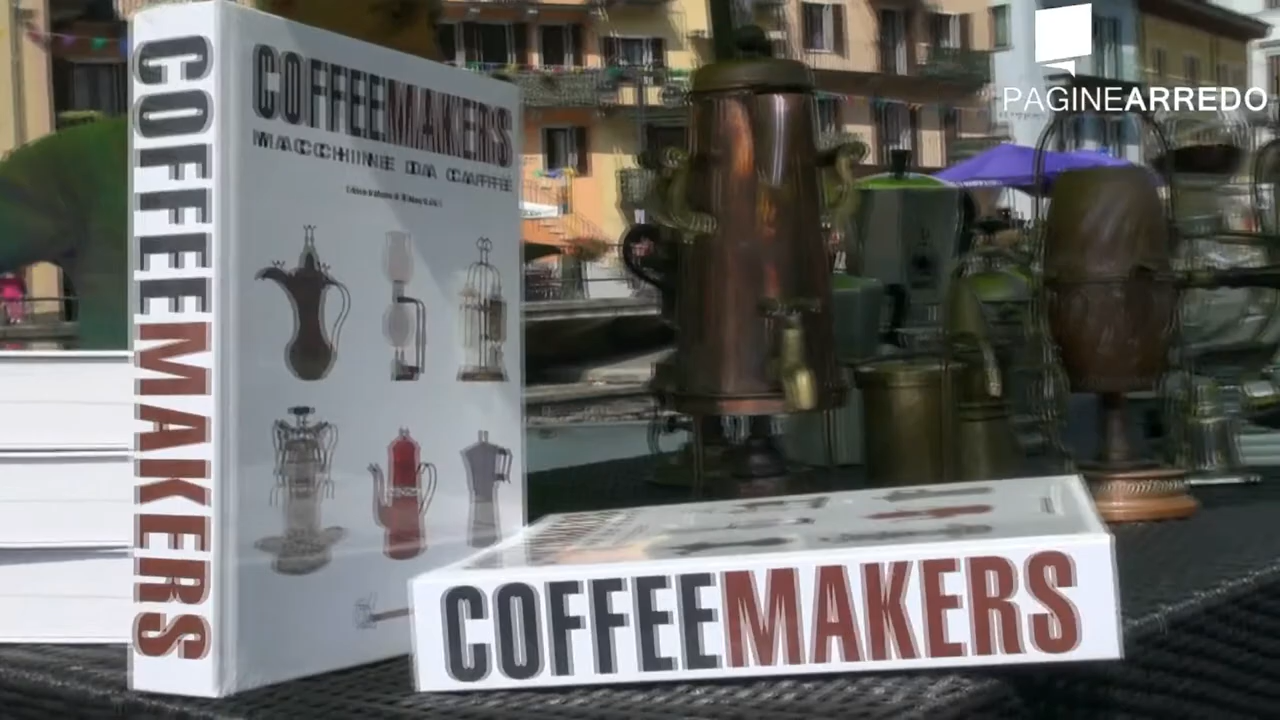 PAGINEARREDO
COFFEEMAKERS
COFFEEMAKERS
MACCHINE DA CAFFÈ
COFFEEMAKERS